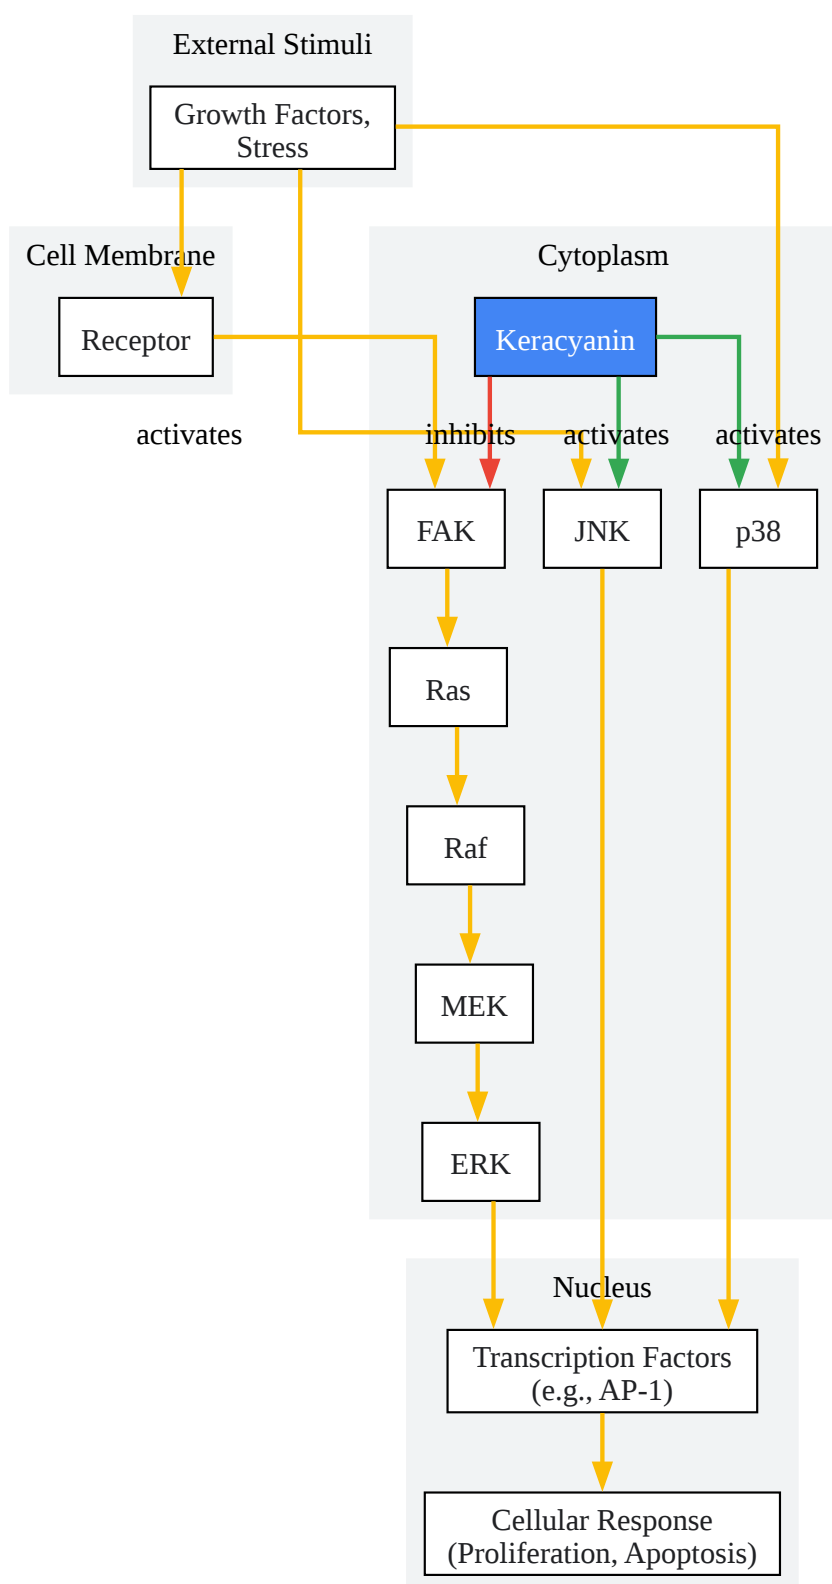 External Stimuli
Growth Factors,
Stress
Cell Membrane
Cytoplasm
Receptor
Keracyanin
activates
inhibits
activates
activates
FAK
JNK
p38
Ras
Raf
MEK
ERK
Nucleus
Transcription Factors
(e.g., AP-1)
Cellular Response
(Proliferation, Apoptosis)